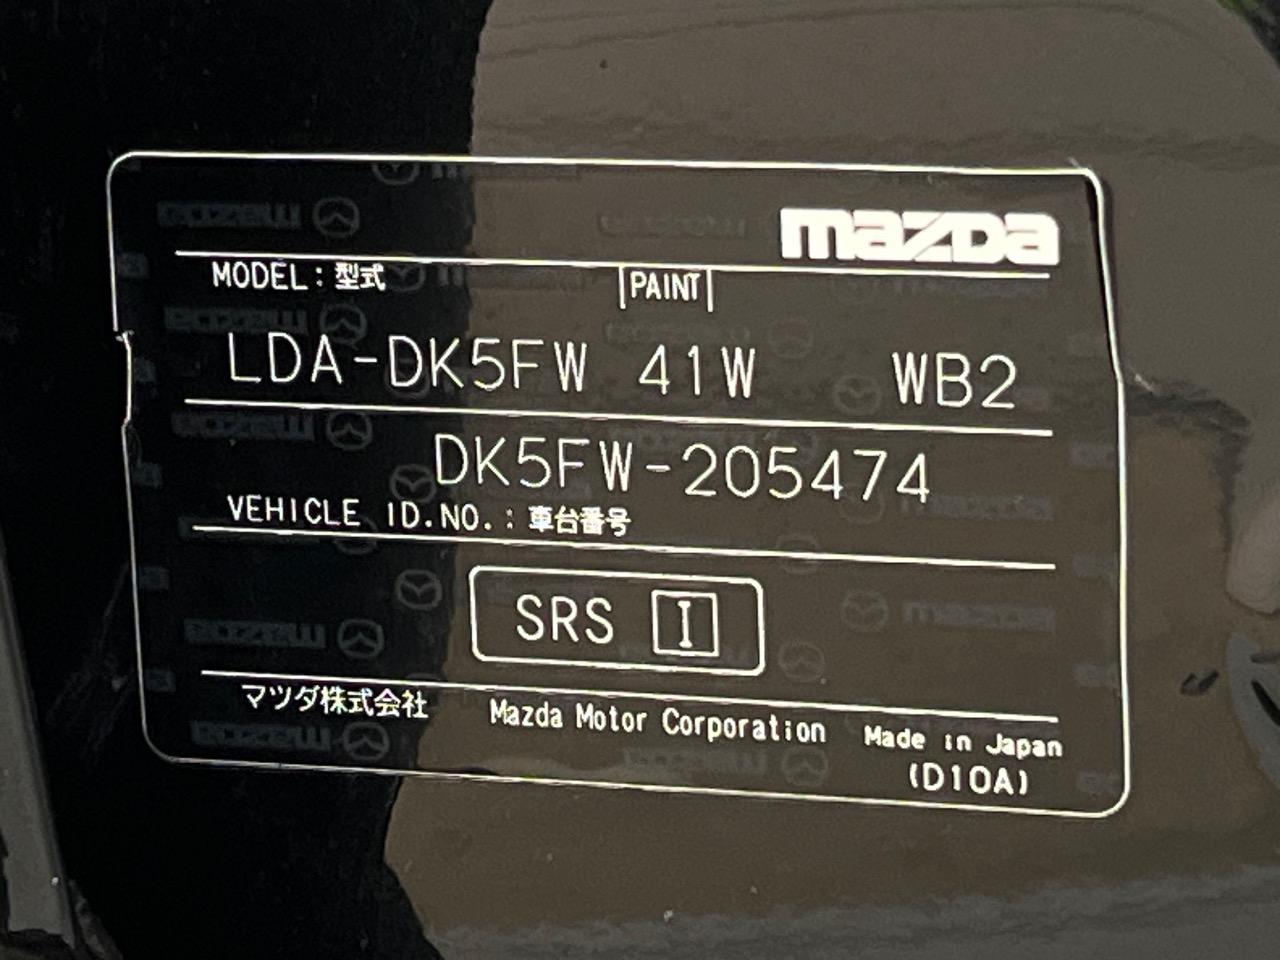 mazda
MODEL : 型式 PAINT
LDA-DK5FW 41W WB2
DK5FW-205474
VEHICLE ID.NO. : 車台番号
SRS I
マツダ株式会社 Mazda Motor Corporation Made in Japan
(D10A)